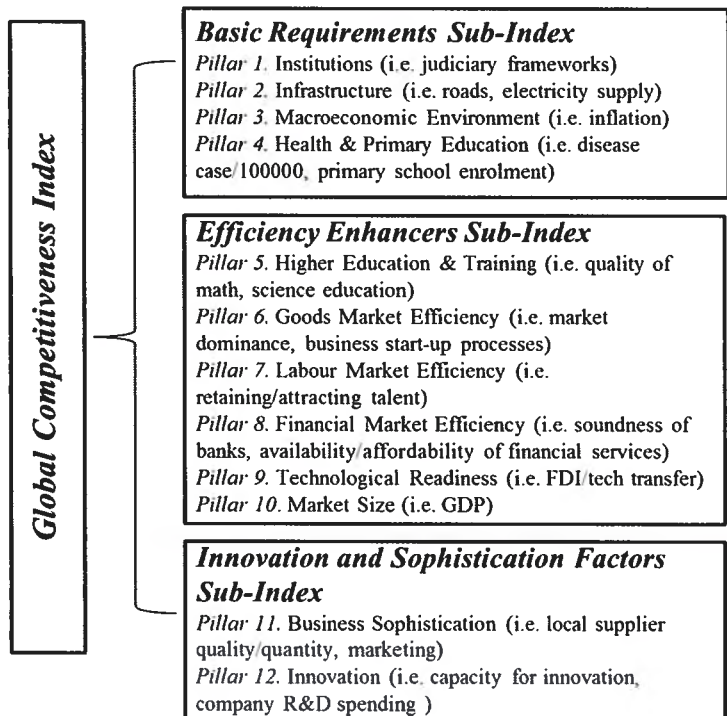 Global Competitiveness Index
Basic Requirements Sub-Index
Pillar 1. Institutions (i.e. judiciary frameworks)
Pillar 2. Infrastructure (i.e. roads, electricity supply)
Pillar 3. Macroeconomic Environment (i.e. inflation)
Pillar 4. Health & Primary Education (i.e. disease
case/100000, primary school enrolment)
Efficiency Enhancers Sub-Index
Pillar 5. Higher Education & Training (i.e. quality of
math, science education)
Pillar 6. Goods Market Efficiency (i.e. market
dominance, business start-up processes)
Pillar 7. Labour Market Efficiency (i.e.
retaining/attracting talent)
Pillar 8. Financial Market Efficiency (i.e. soundness of
banks, availability/affordability of financial services)
Pillar 9. Technological Readiness (i.e. FDI/tech transfer)
Pillar 10. Market Size (i.e. GDP)
Innovation and Sophistication Factors
Sub-Index
Pillar 11. Business Sophistication (i.e. local supplier
quality/quantity, marketing)
Pillar 12. Innovation (i.e. capacity for innovation,
company R&D spending )